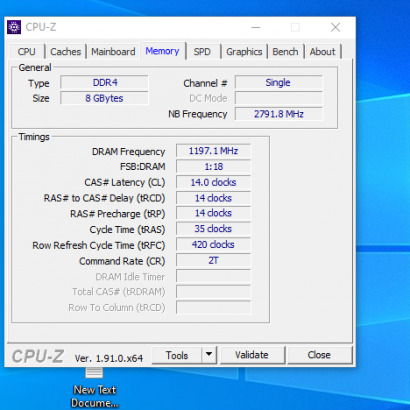 CPU-Z
CPU Caches Mainboard Memory SPD Graphics Bench About
General
Type DDR4 Channel # Single
Size 8 GBytes DC Mode
NB Frequency 2791.8 MHz
Timings
DRAM Frequency 1197.1 MHz
FSB:DRAM 1:18
CAS# Latency (CL) 14.0 clocks
RAS# to CAS# Delay (tRCD) 14 clocks
RAS# Precharge (tRP) 14 clocks
Cycle Time (tRAS) 35 clocks
Row Refresh Cycle Time (tRFC) 420 clocks
Command Rate (CR) 2T
DRAM Idle Timer
Total CAS# (tRDRAM)
Row To Column (tRCD)
CPU-Z Ver. 1.91.0.x64 Tools Validate Close
New Text
Docume...